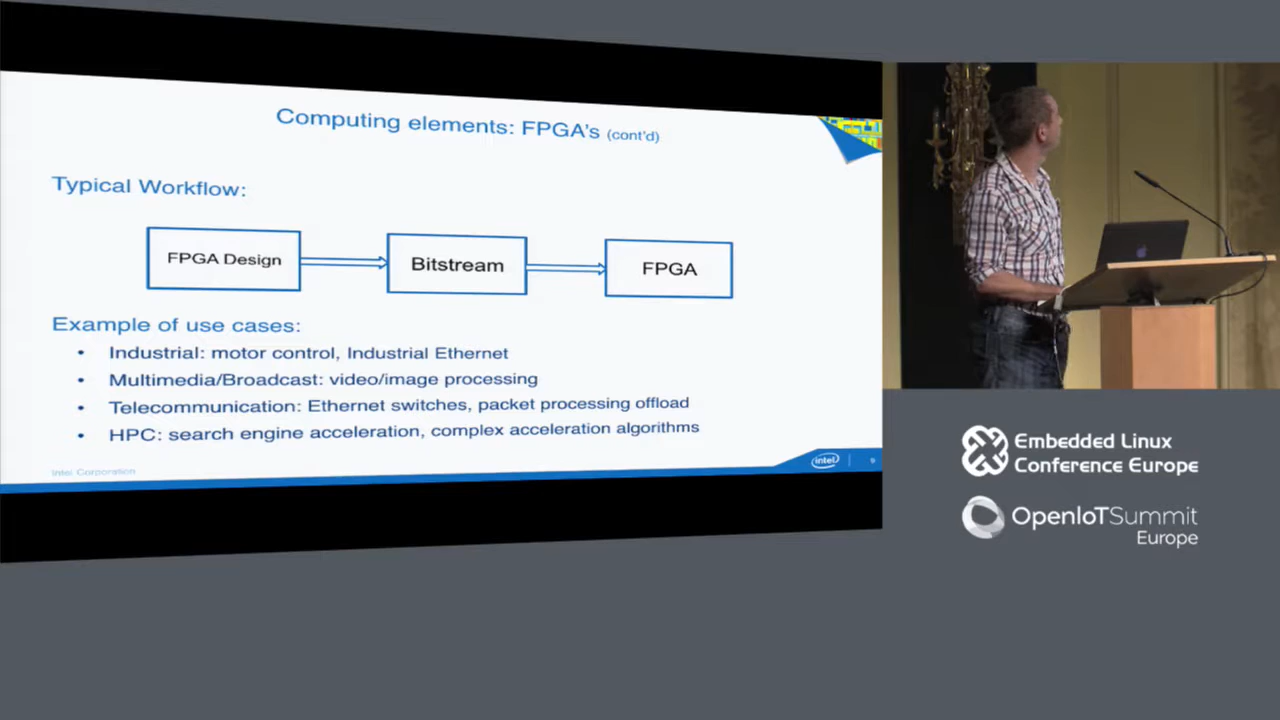 Computing elements: FPGA's (cont'd)
Typical Workflow:
FPGA Design
Bitstream
FPGA
Example of use cases:
• Industrial: motor control, Industrial Ethernet
• Multimedia/Broadcast: video/image processing
• Telecommunication: Ethernet switches, packet processing offload
• HPC: search engine acceleration, complex acceleration algorithms
Intel Corporation
intel
9
Embedded Linux
Conference Europe
OpenIoTSummit
Europe